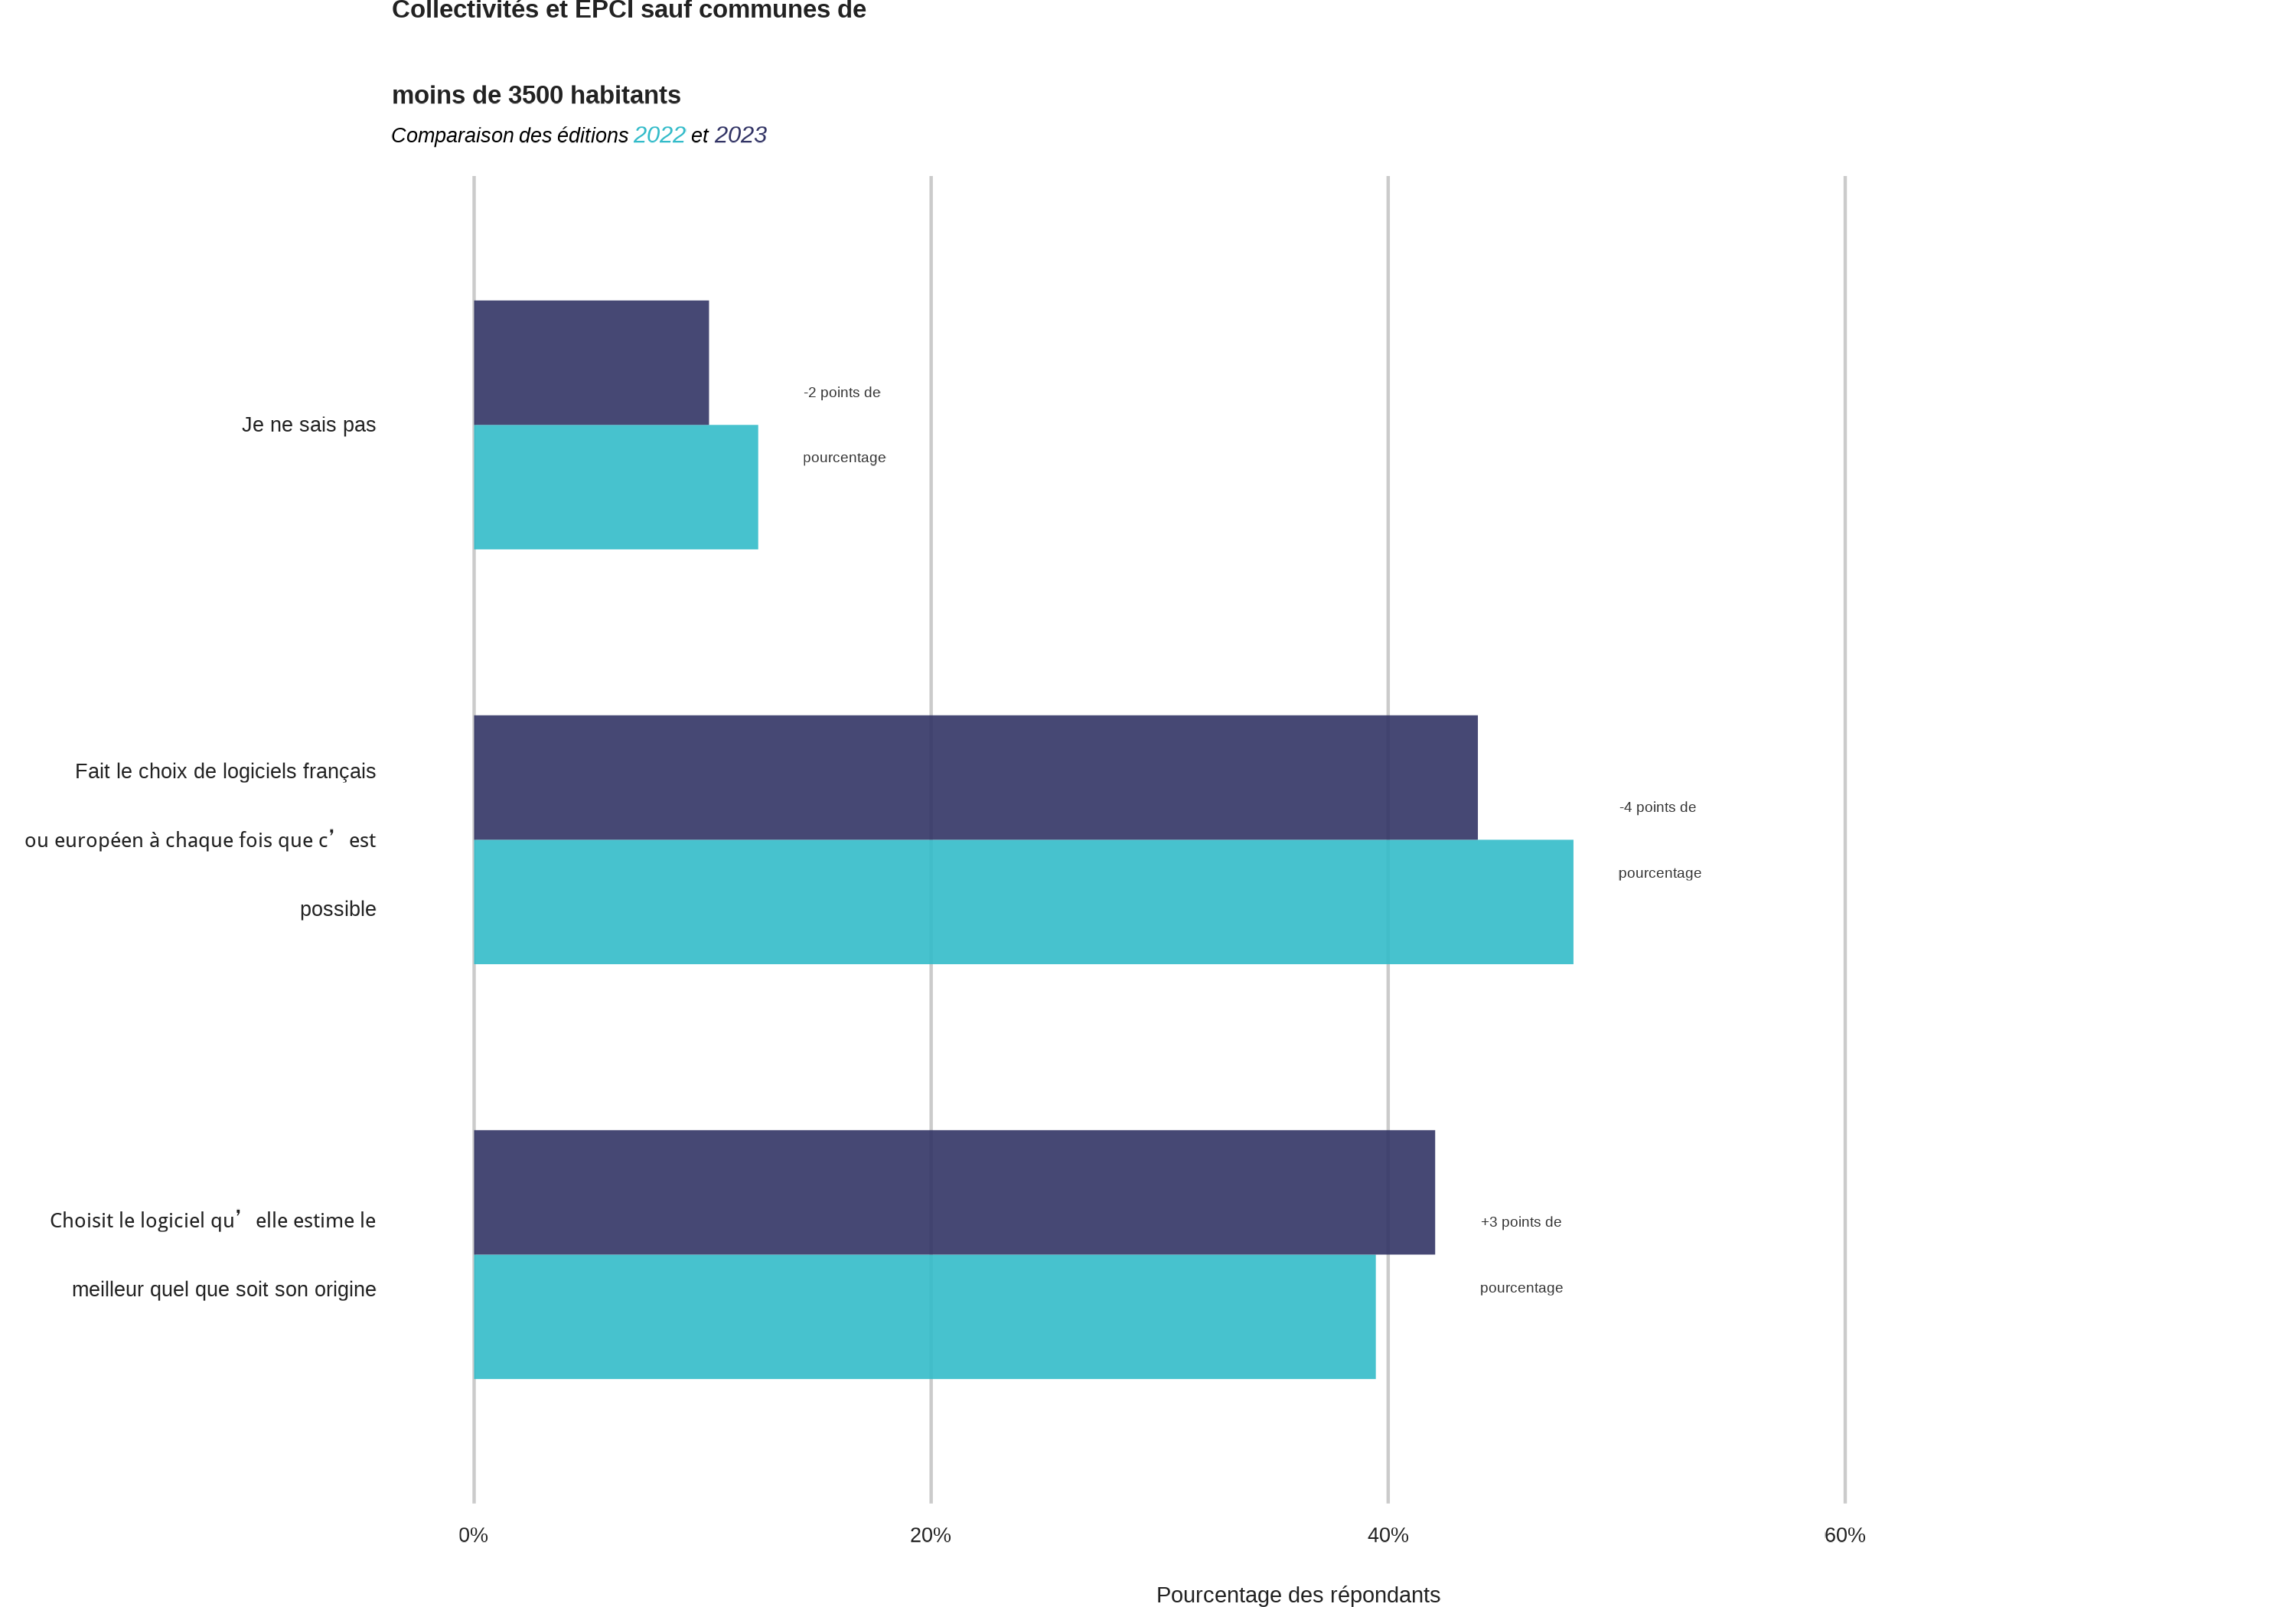 Collectivités et EPCI sauf communes de
moins de 3500 habitants
Comparaison des éditions 2022 et 2023
Je ne sais pas
-2 points de
pourcentage
Fait le choix de logiciels français
ou européen à chaque fois que c’est
possible
-4 points de
pourcentage
Choisit le logiciel qu’elle estime le
meilleur quel que soit son origine
+3 points de
pourcentage
0% 20% 40% 60%
Pourcentage des répondants